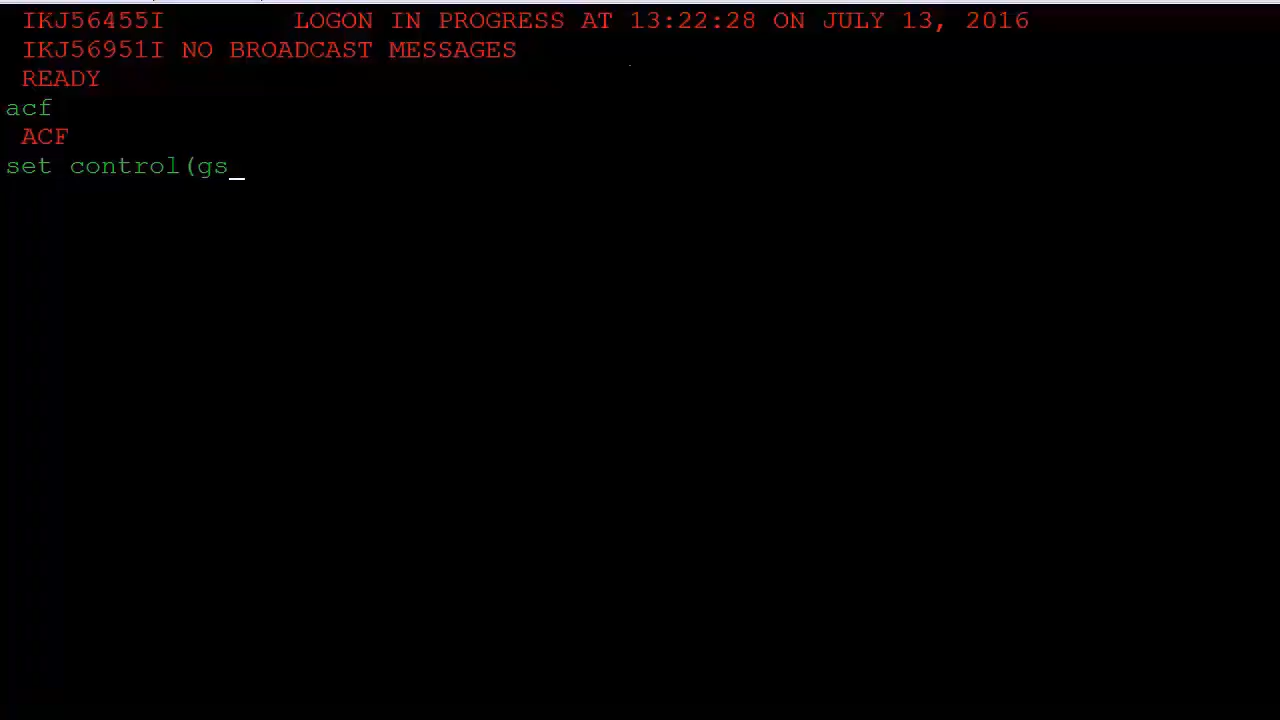 IKJ56455I LOGON IN PROGRESS AT 13:22:28 ON JULY 13, 2016
IKJ56951I NO BROADCAST MESSAGES
READY
acf
ACF
set control(gs_